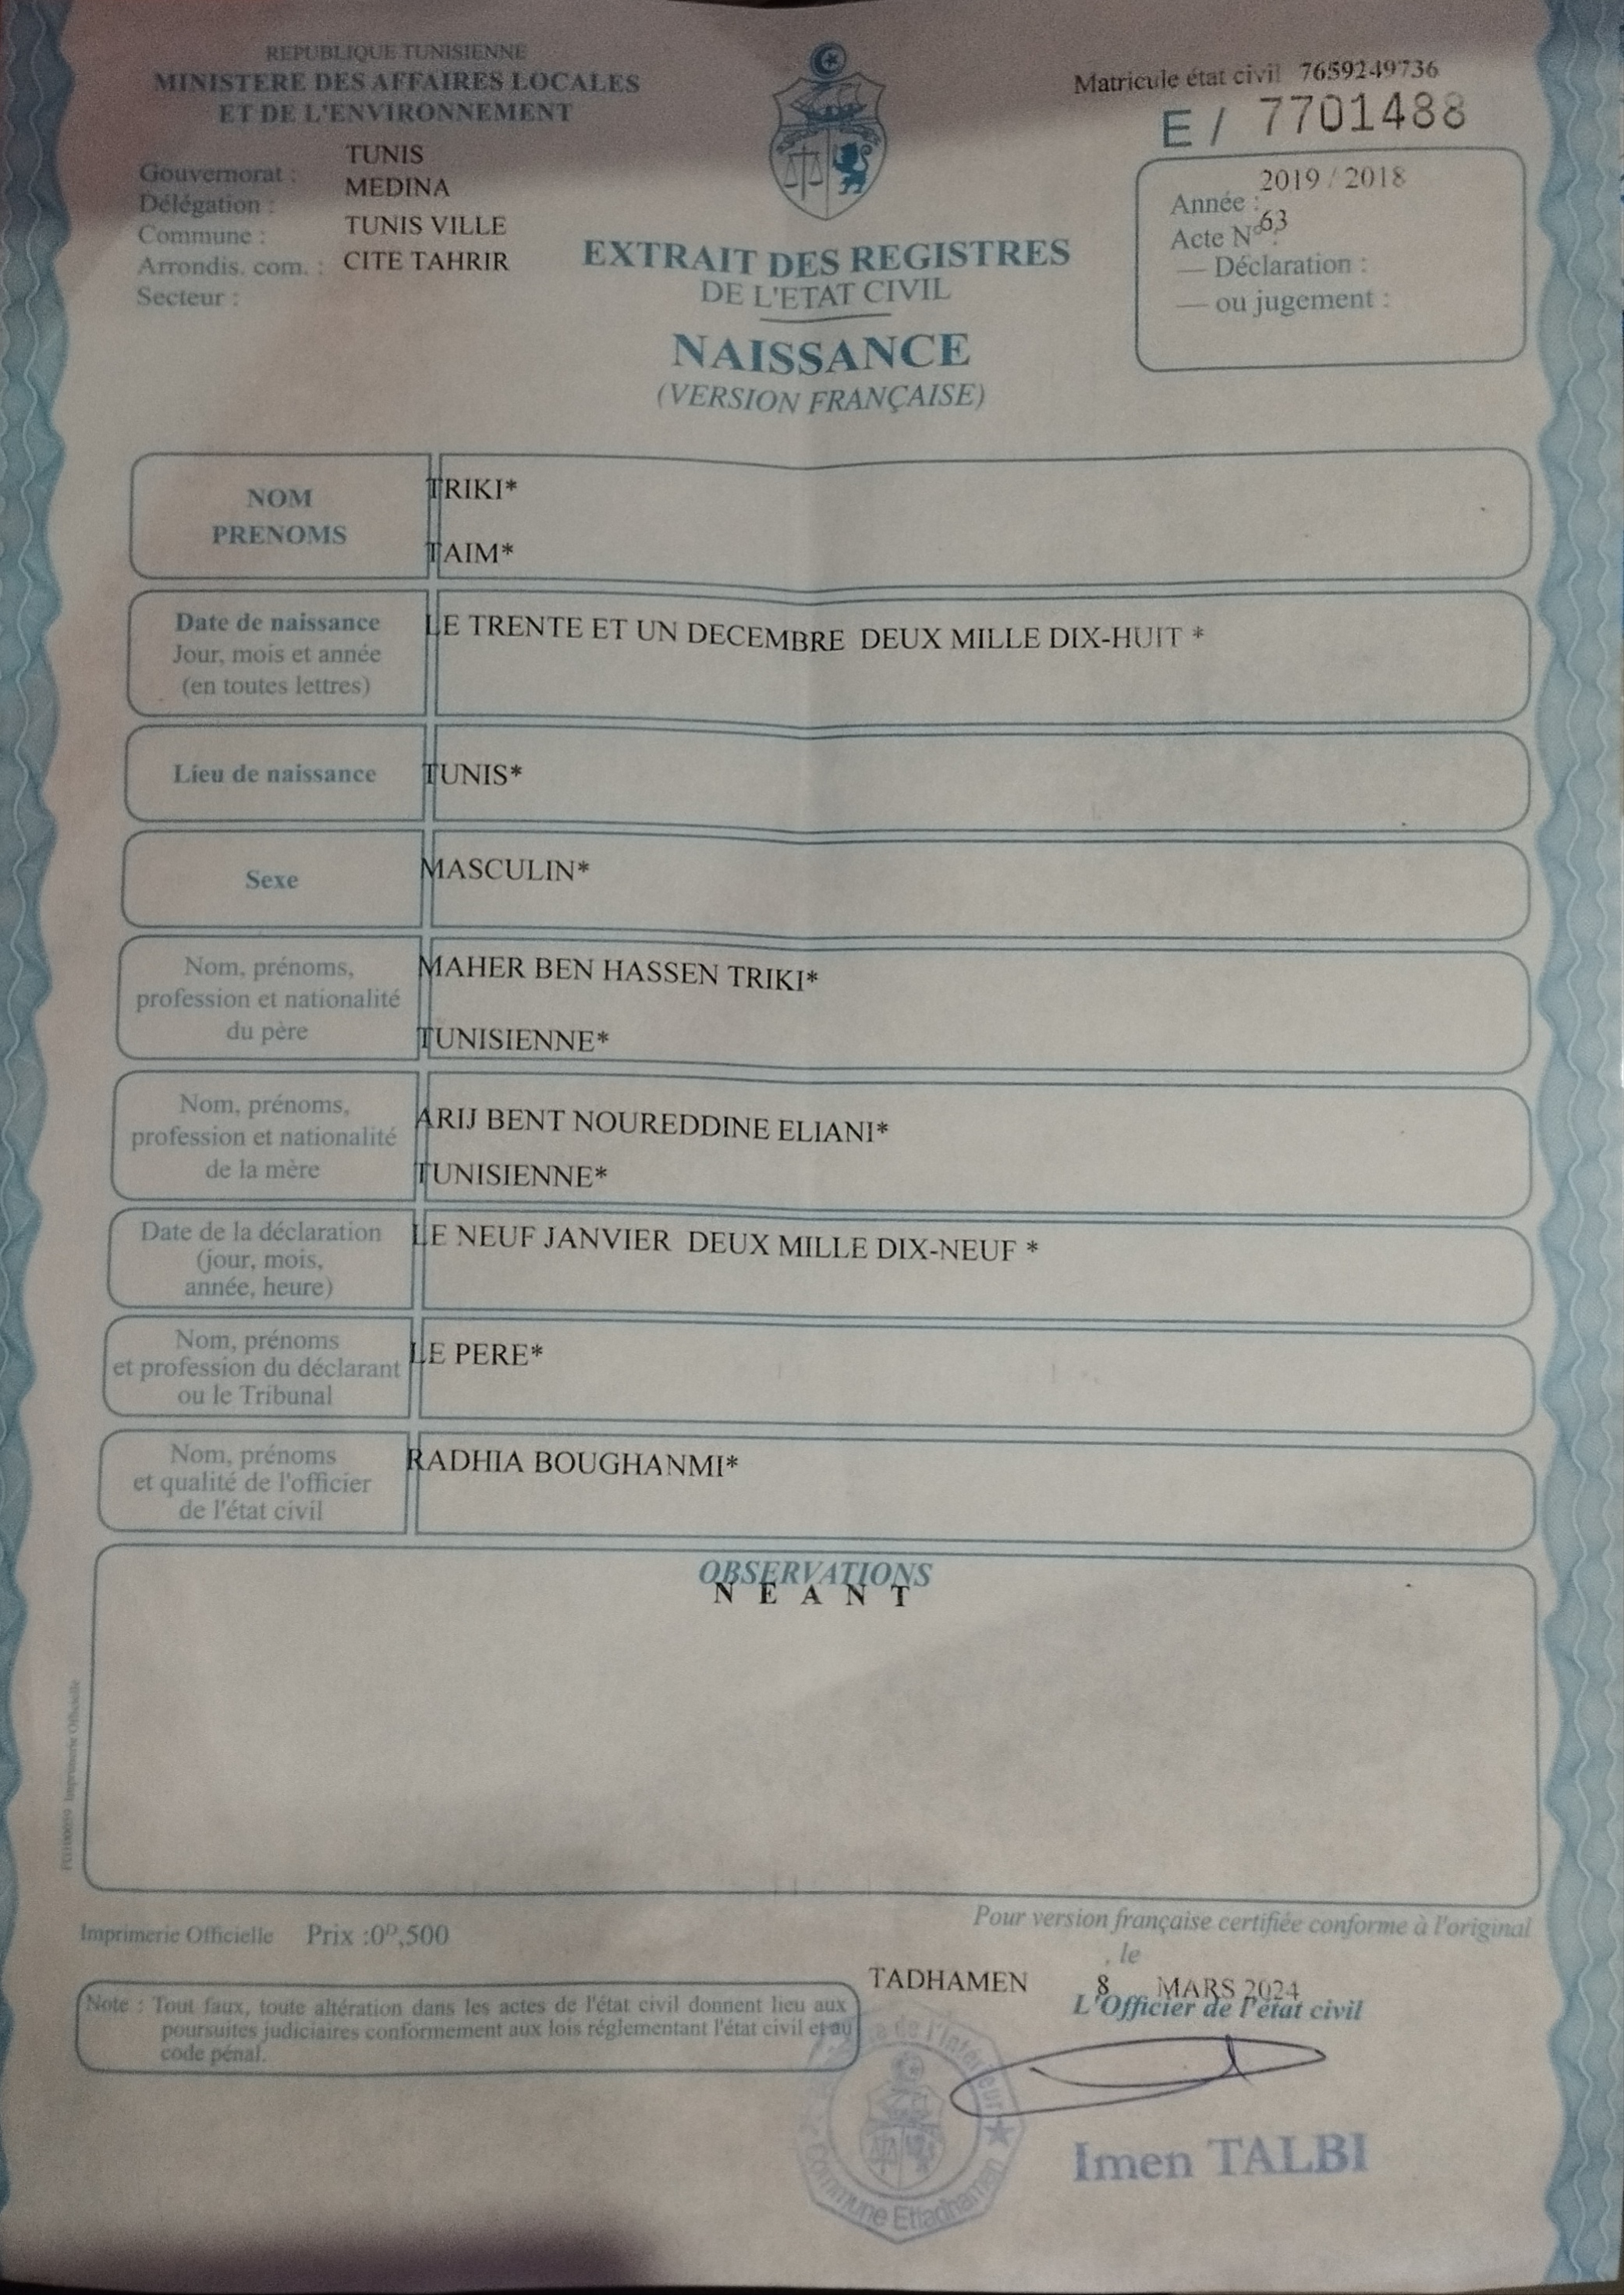 REPUBLIQUE TUNISIENNE
MINISTERE DES AFFAIRES LOCALES
ET DE L'ENVIRONNEMENT
Gouvernorat : TUNIS
Délégation : MEDINA
Commune : TUNIS VILLE
Arrondis. com. : CITE TAHRIR
Secteur :
Matricule état civil 7659249736
E / 7701488
Année : 2019 / 2018
Acte N° : 63
— Déclaration :
— ou jugement :
EXTRAIT DES REGISTRES
DE L'ETAT CIVIL
NAISSANCE
(VERSION FRANÇAISE)
NOM
PRENOMS
TRIKI*
TAIM*
Date de naissance
Jour, mois et année
(en toutes lettres)
LE TRENTE ET UN DECEMBRE DEUX MILLE DIX-HUIT *
Lieu de naissance
TUNIS*
Sexe
MASCULIN*
Nom, prénoms,
profession et nationalité
du père
MAHER BEN HASSEN TRIKI*
TUNISIENNE*
Nom, prénoms,
profession et nationalité
de la mère
ARIJ BENT NOUREDDINE ELIANI*
TUNISIENNE*
Date de la déclaration
(jour, mois,
année, heure)
LE NEUF JANVIER DEUX MILLE DIX-NEUF *
Nom, prénoms
et profession du déclarant
ou le Tribunal
LE PERE*
Nom, prénoms
et qualité de l'officier
de l'état civil
RADHIA BOUGHANMI*
OBSERVATIONS
N E A N T
Imprimerie Officielle
Imprimerie Officielle Prix :0ᴰ,500
Pour version française certifiée conforme à l'original
, le
TADHAMEN 8 MARS 2024
L'Officier de l'état civil
Note : Tout faux, toute altération dans les actes de l'état civil donnent lieu aux
poursuites judiciaires conformement aux lois réglementant l'état civil et au
code pénal.
de l'Intérieur
Commune Ettadhamen
Imen TALBI